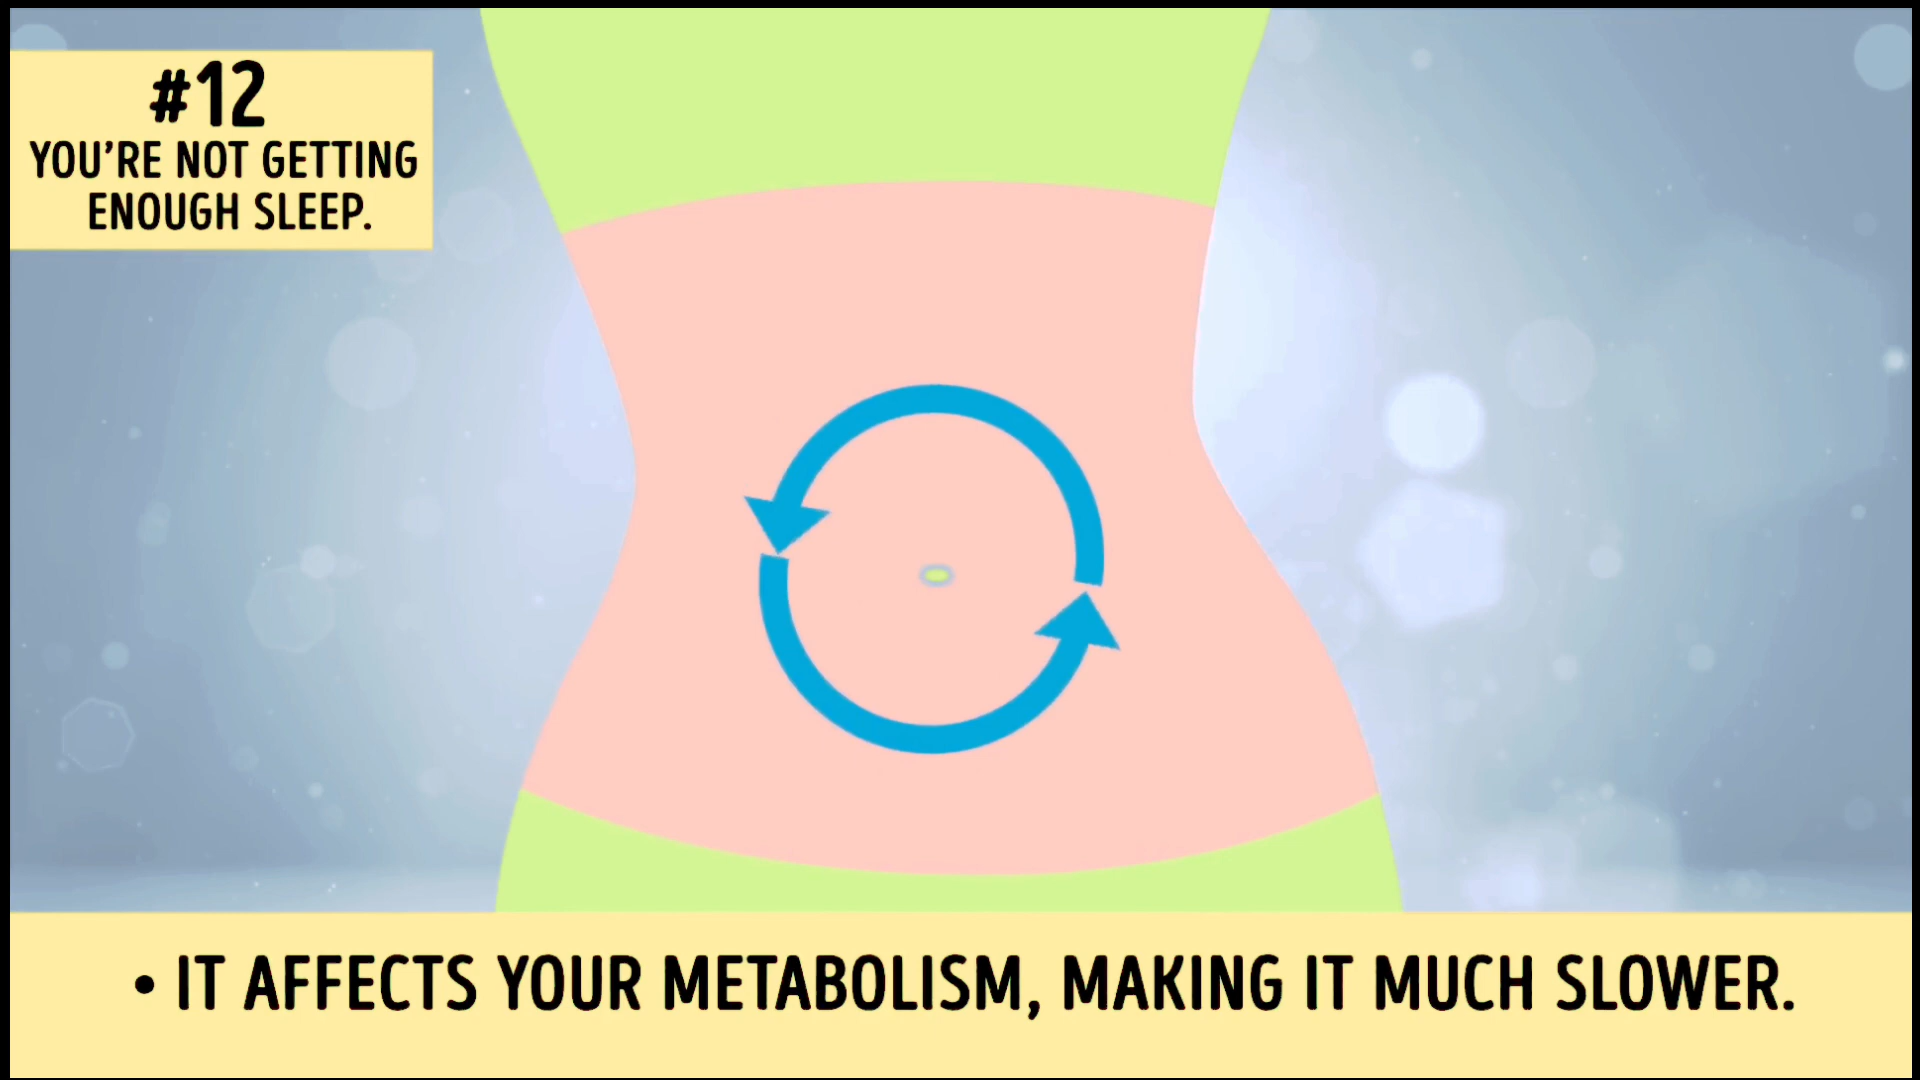 #12
YOU'RE NOT GETTING
ENOUGH SLEEP.
• IT AFFECTS YOUR METABOLISM, MAKING IT MUCH SLOWER.